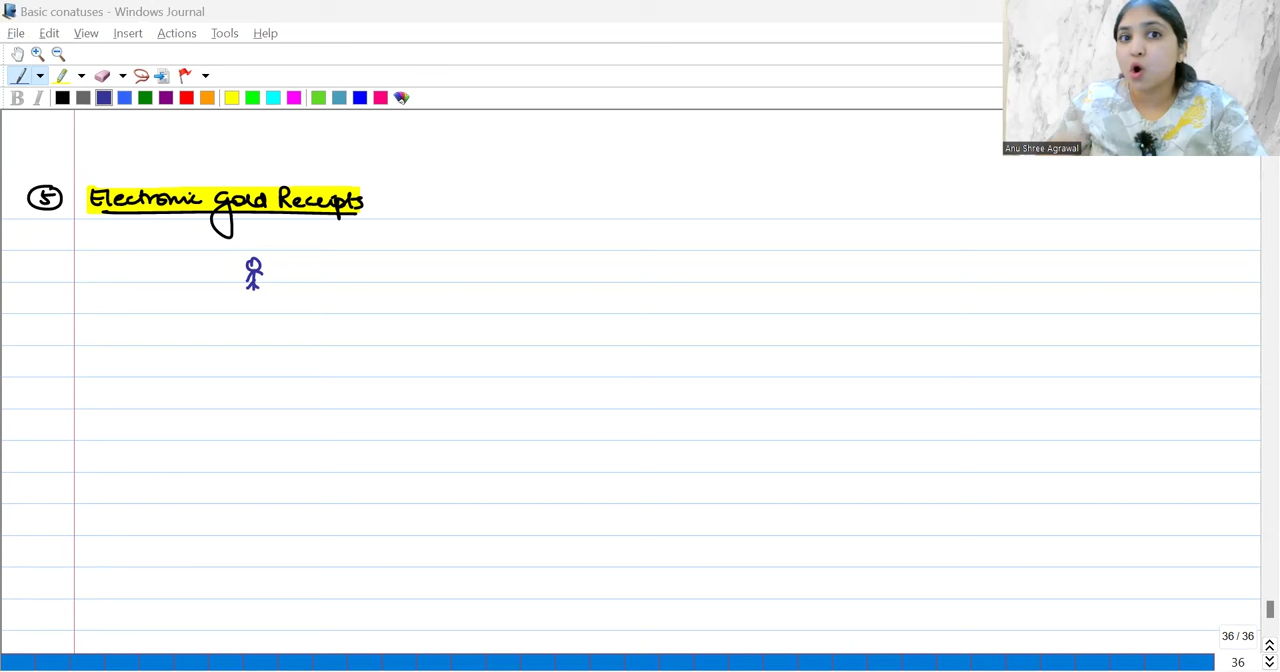 Basic conatuses - Windows Journal
File Edit View Insert Actions Tools Help
B I
Anu Shree Agrawal
5 Electronic Gold Receipts
36 / 36
36